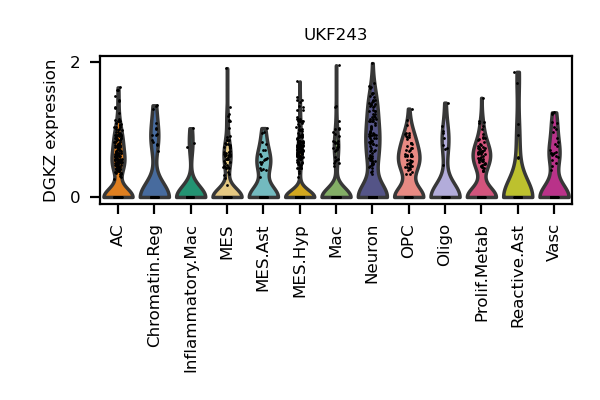 UKF243
DGKZ expression
2
0
AC
Chromatin.Reg
Inflammatory.Mac
MES
MES.Ast
MES.Hyp
Mac
Neuron
OPC
Oligo
Prolif.Metab
Reactive.Ast
Vasc